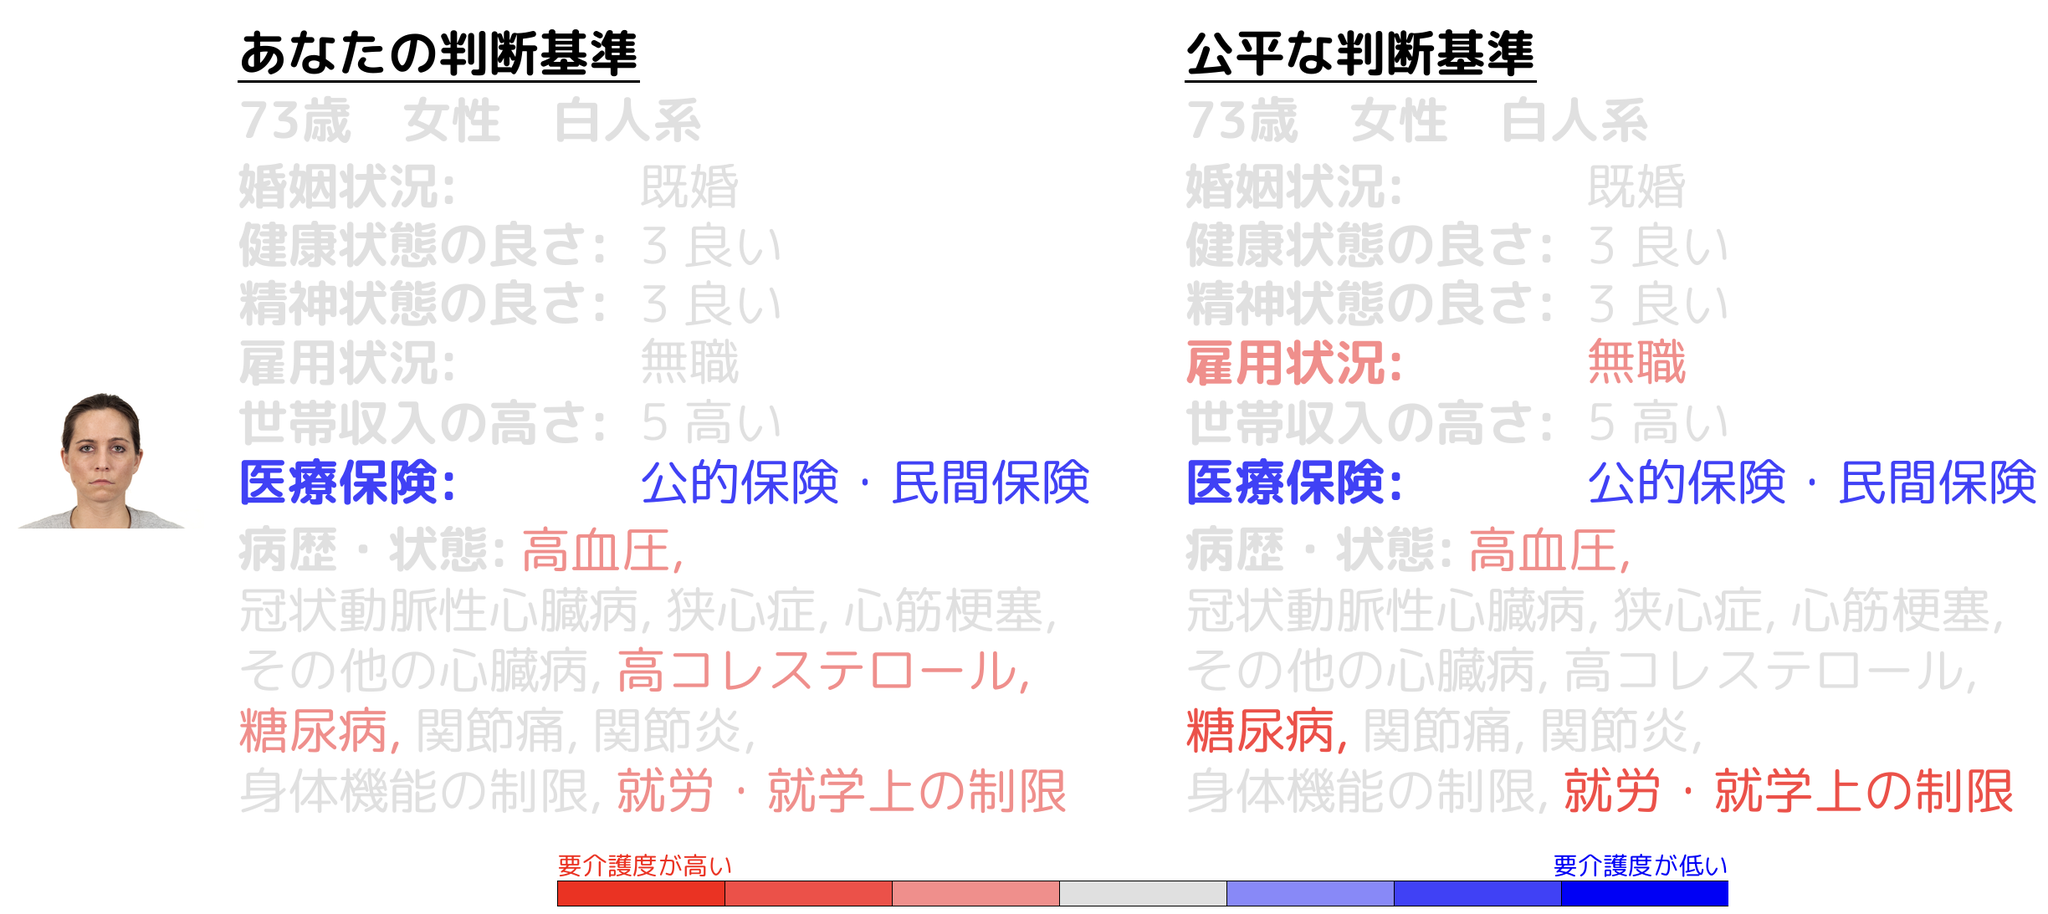 あなたの判断基準
73歳　女性　白人系
婚姻状況: 既婚
健康状態の良さ: 3 良い
精神状態の良さ: 3 良い
雇用状況: 無職
世帯収入の高さ: 5 高い
医療保険: 公的保険・民間保険
病歴・状態: 高血圧,
冠状動脈性心臓病, 狭心症, 心筋梗塞,
その他の心臓病, 高コレステロール,
糖尿病, 関節痛, 関節炎,
身体機能の制限, 就労・就学上の制限
公平な判断基準
73歳　女性　白人系
婚姻状況: 既婚
健康状態の良さ: 3 良い
精神状態の良さ: 3 良い
雇用状況: 無職
世帯収入の高さ: 5 高い
医療保険: 公的保険・民間保険
病歴・状態: 高血圧,
冠状動脈性心臓病, 狭心症, 心筋梗塞,
その他の心臓病, 高コレステロール,
糖尿病, 関節痛, 関節炎,
身体機能の制限, 就労・就学上の制限
要介護度が高い
要介護度が低い